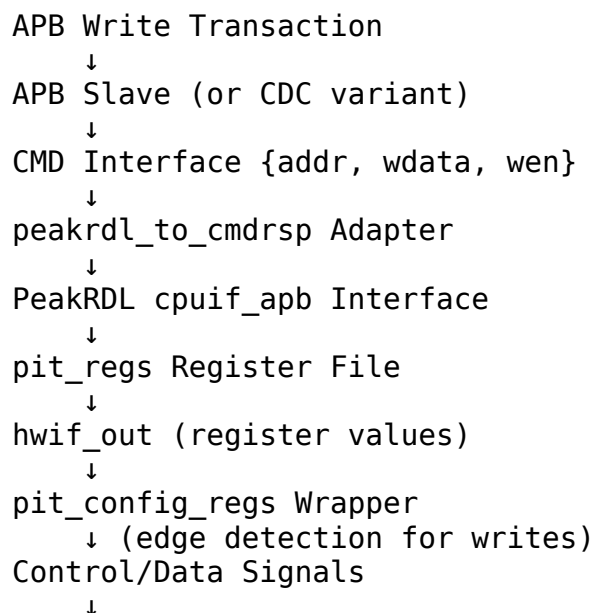 APB Write Transaction
↓
APB Slave (or CDC variant)
↓
CMD Interface {addr, wdata, wen}
↓
peakrdl_to_cmdrsp Adapter
↓
PeakRDL cpuif_apb Interface
↓
pit_regs Register File
↓
hwif_out (register values)
↓
pit_config_regs Wrapper
↓ (edge detection for writes)
Control/Data Signals
↓